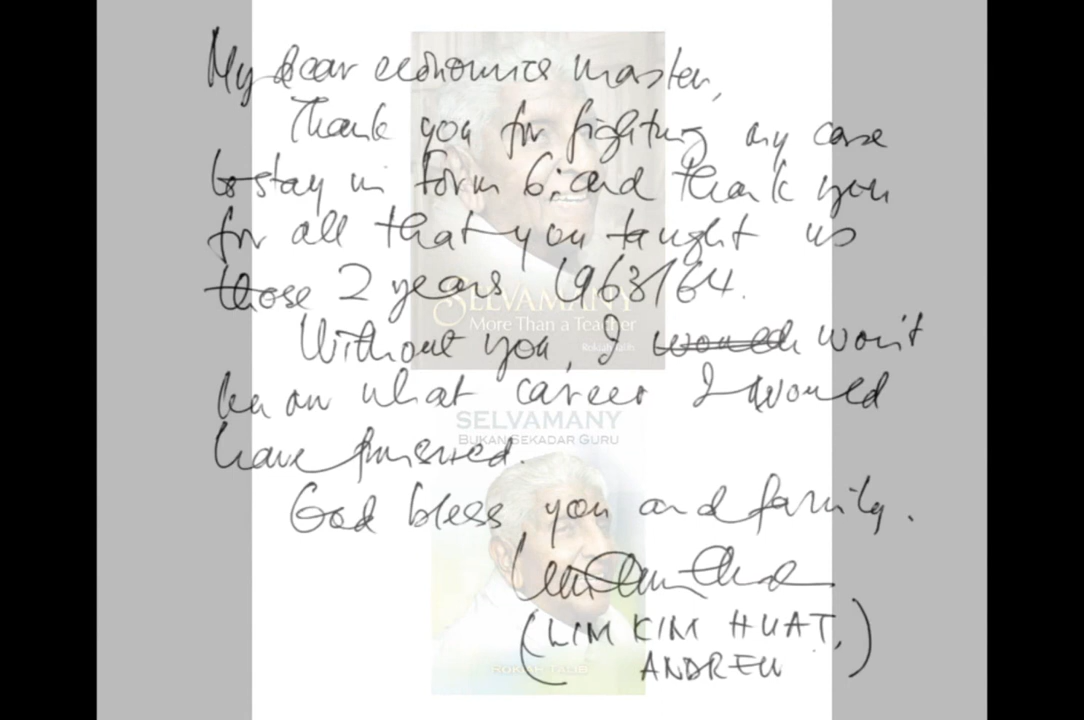 My dear economics master,
Thank you for fighting my case
to stay in Form 6; and thank you
for all that you taught us
those 2 years 1963/64.
SELVAMANY
More Than a Teacher
Rokiah Talib
Without you, I would won't
know what career I would
SELVAMANY
BUKAN SEKADAR GURU
have pursued.
God bless you and family.
(LIM KIM HUAT,
ANDREW)
ROKIAH TALIB